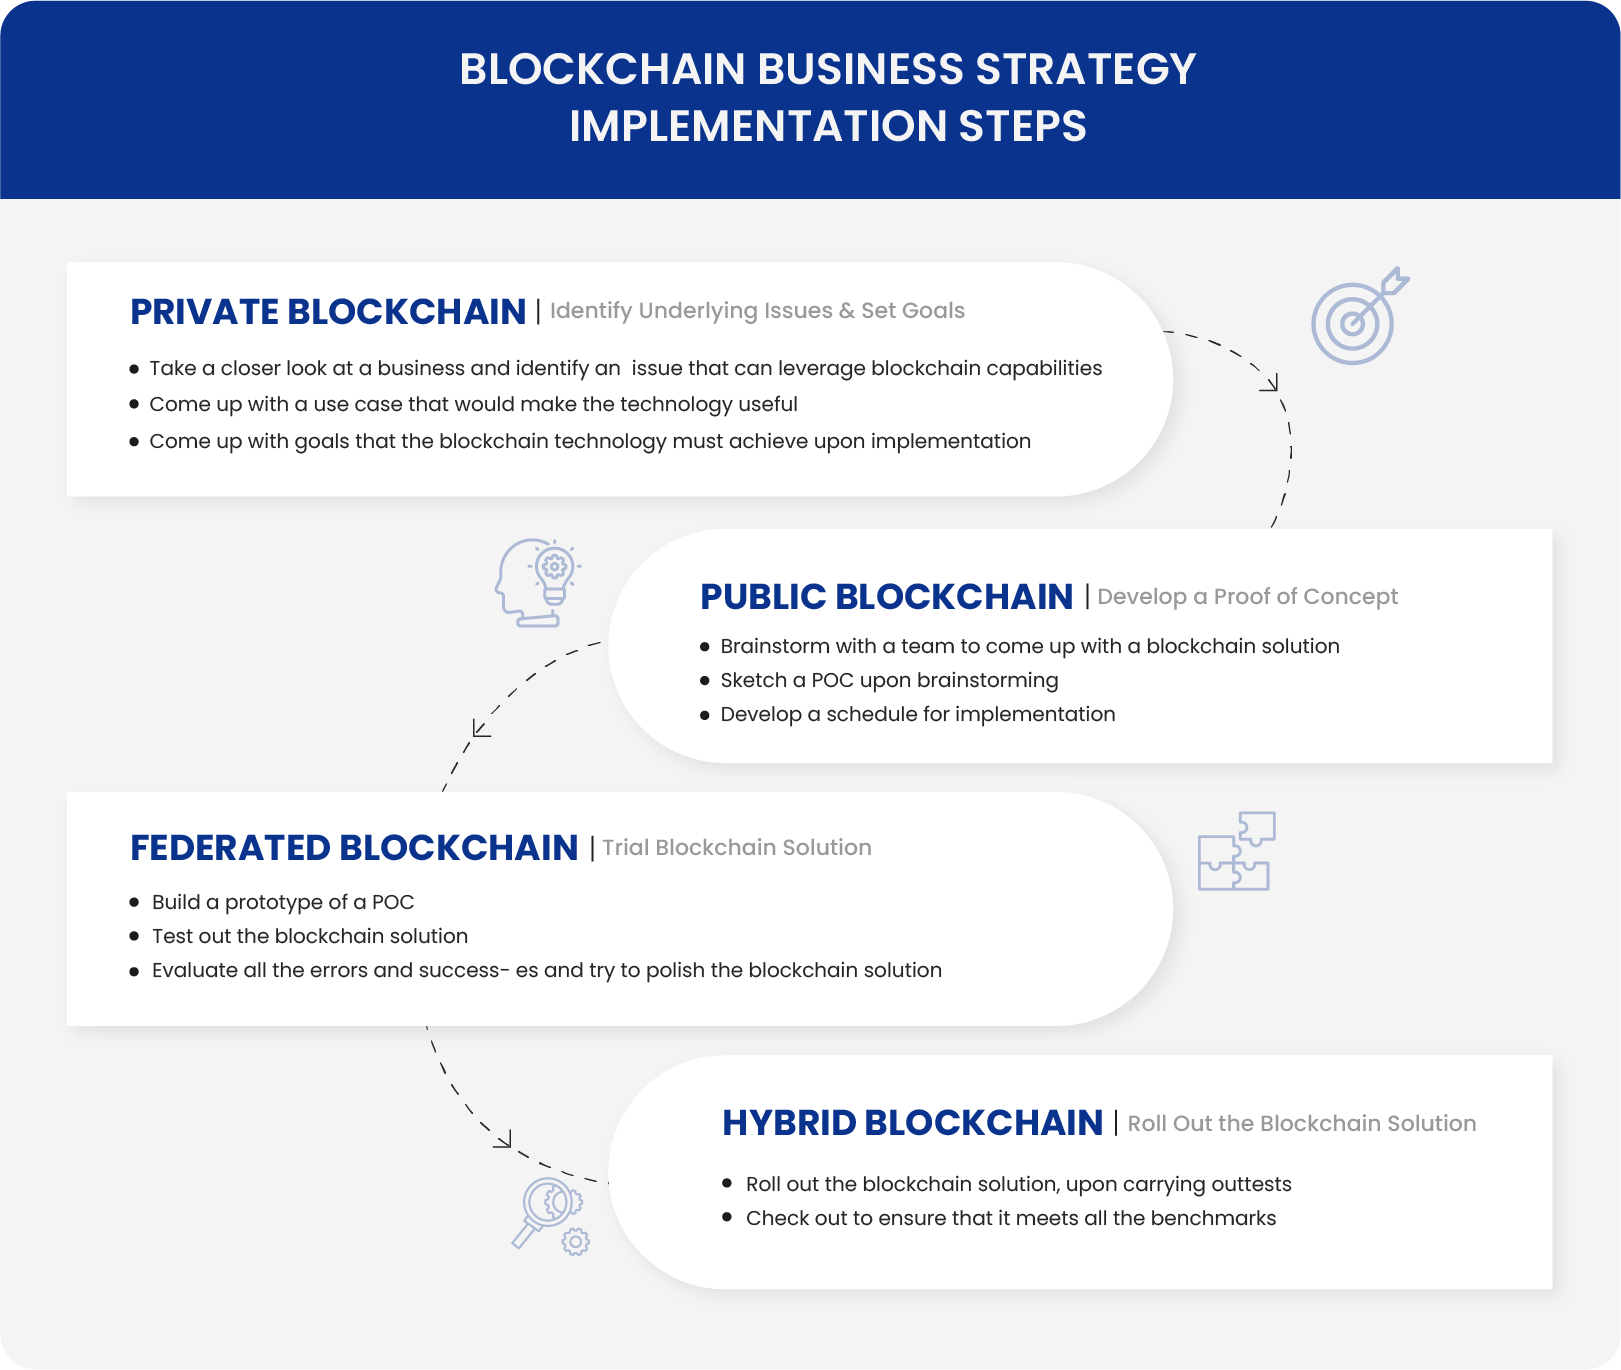 BLOCKCHAIN BUSINESS STRATEGY
IMPLEMENTATION STEPS
PRIVATE BLOCKCHAIN | Identify Underlying Issues & Set Goals
• Take a closer look at a business and identify an issue that can leverage blockchain capabilities
• Come up with a use case that would make the technology useful
• Come up with goals that the blockchain technology must achieve upon implementation
PUBLIC BLOCKCHAIN | Develop a Proof of Concept
• Brainstorm with a team to come up with a blockchain solution
• Sketch a POC upon brainstorming
• Develop a schedule for implementation
FEDERATED BLOCKCHAIN | Trial Blockchain Solution
• Build a prototype of a POC
• Test out the blockchain solution
• Evaluate all the errors and success- es and try to polish the blockchain solution
HYBRID BLOCKCHAIN | Roll Out the Blockchain Solution
• Roll out the blockchain solution, upon carrying outtests
• Check out to ensure that it meets all the benchmarks